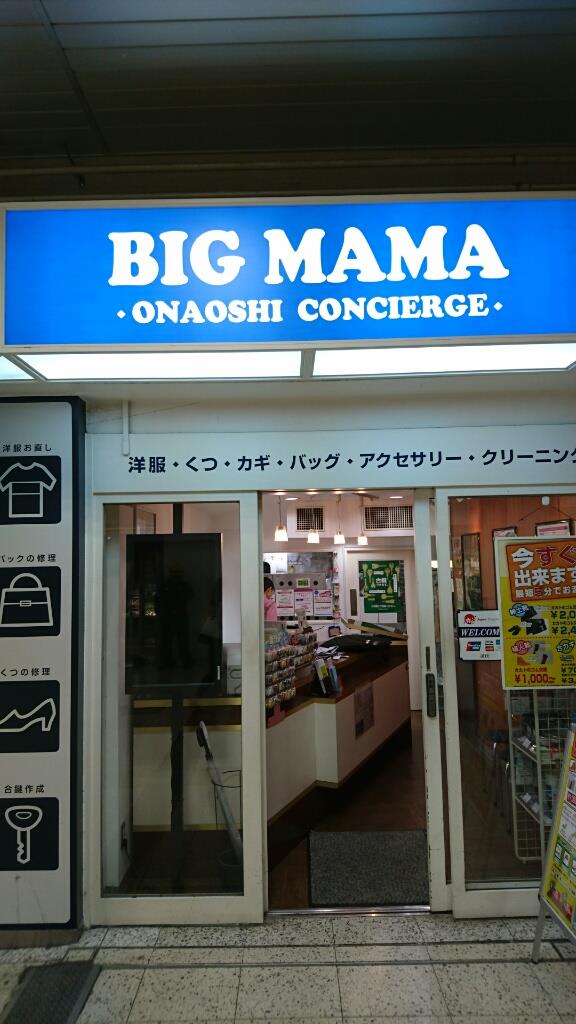 BIG MAMA
・ONAOSHI CONCIERGE・
洋服・くつ・カギ・バッグ・アクセサリー・クリーニング
洋服お直し
バックの修理
くつの修理
合鍵作成
今すぐ
出来ます
WELCOM
¥1,000